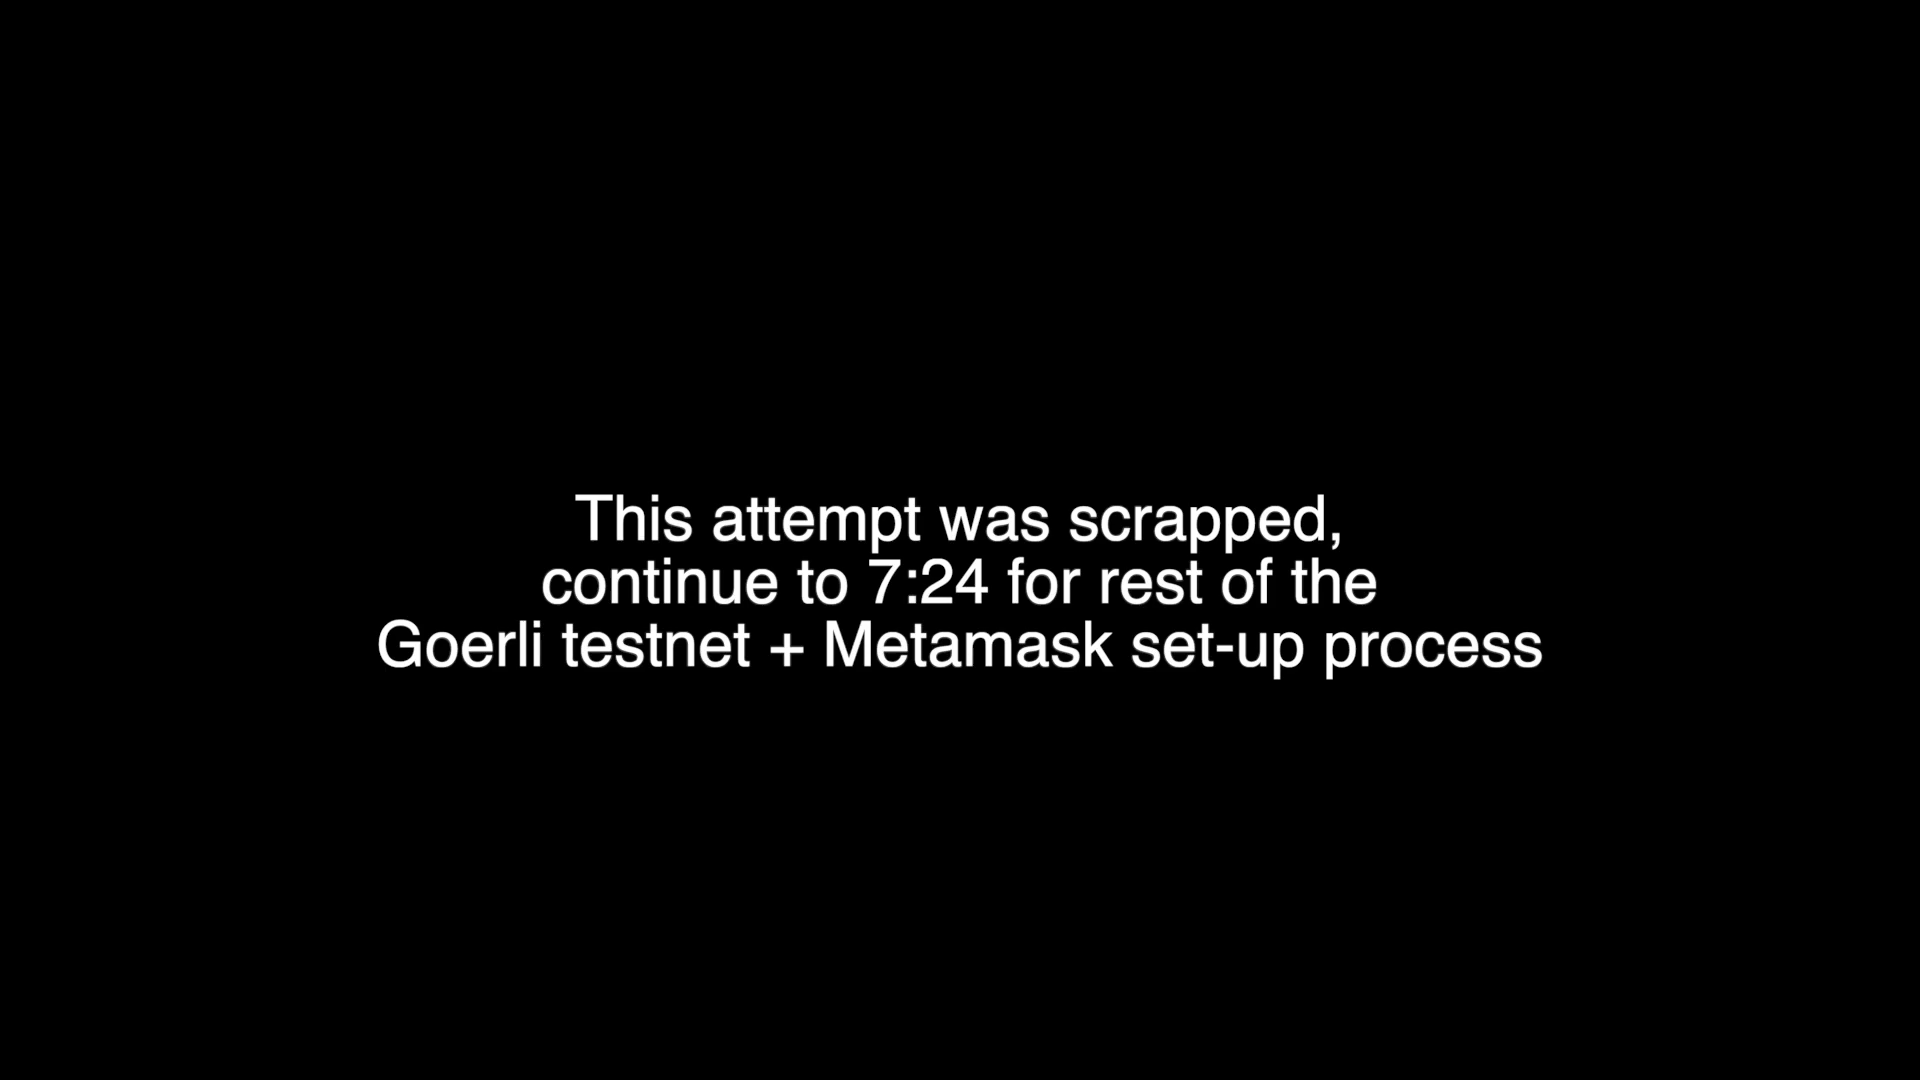 This attempt was scrapped,
continue to 7:24 for rest of the
Goerli testnet + Metamask set-up process